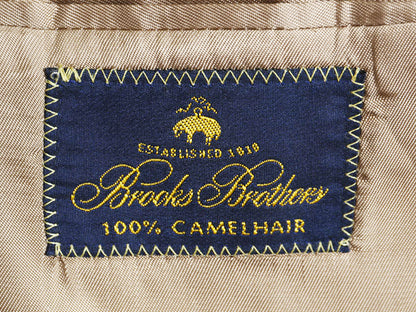 ESTABLISHED 1818
Brooks Brothers
100% CAMELHAIR